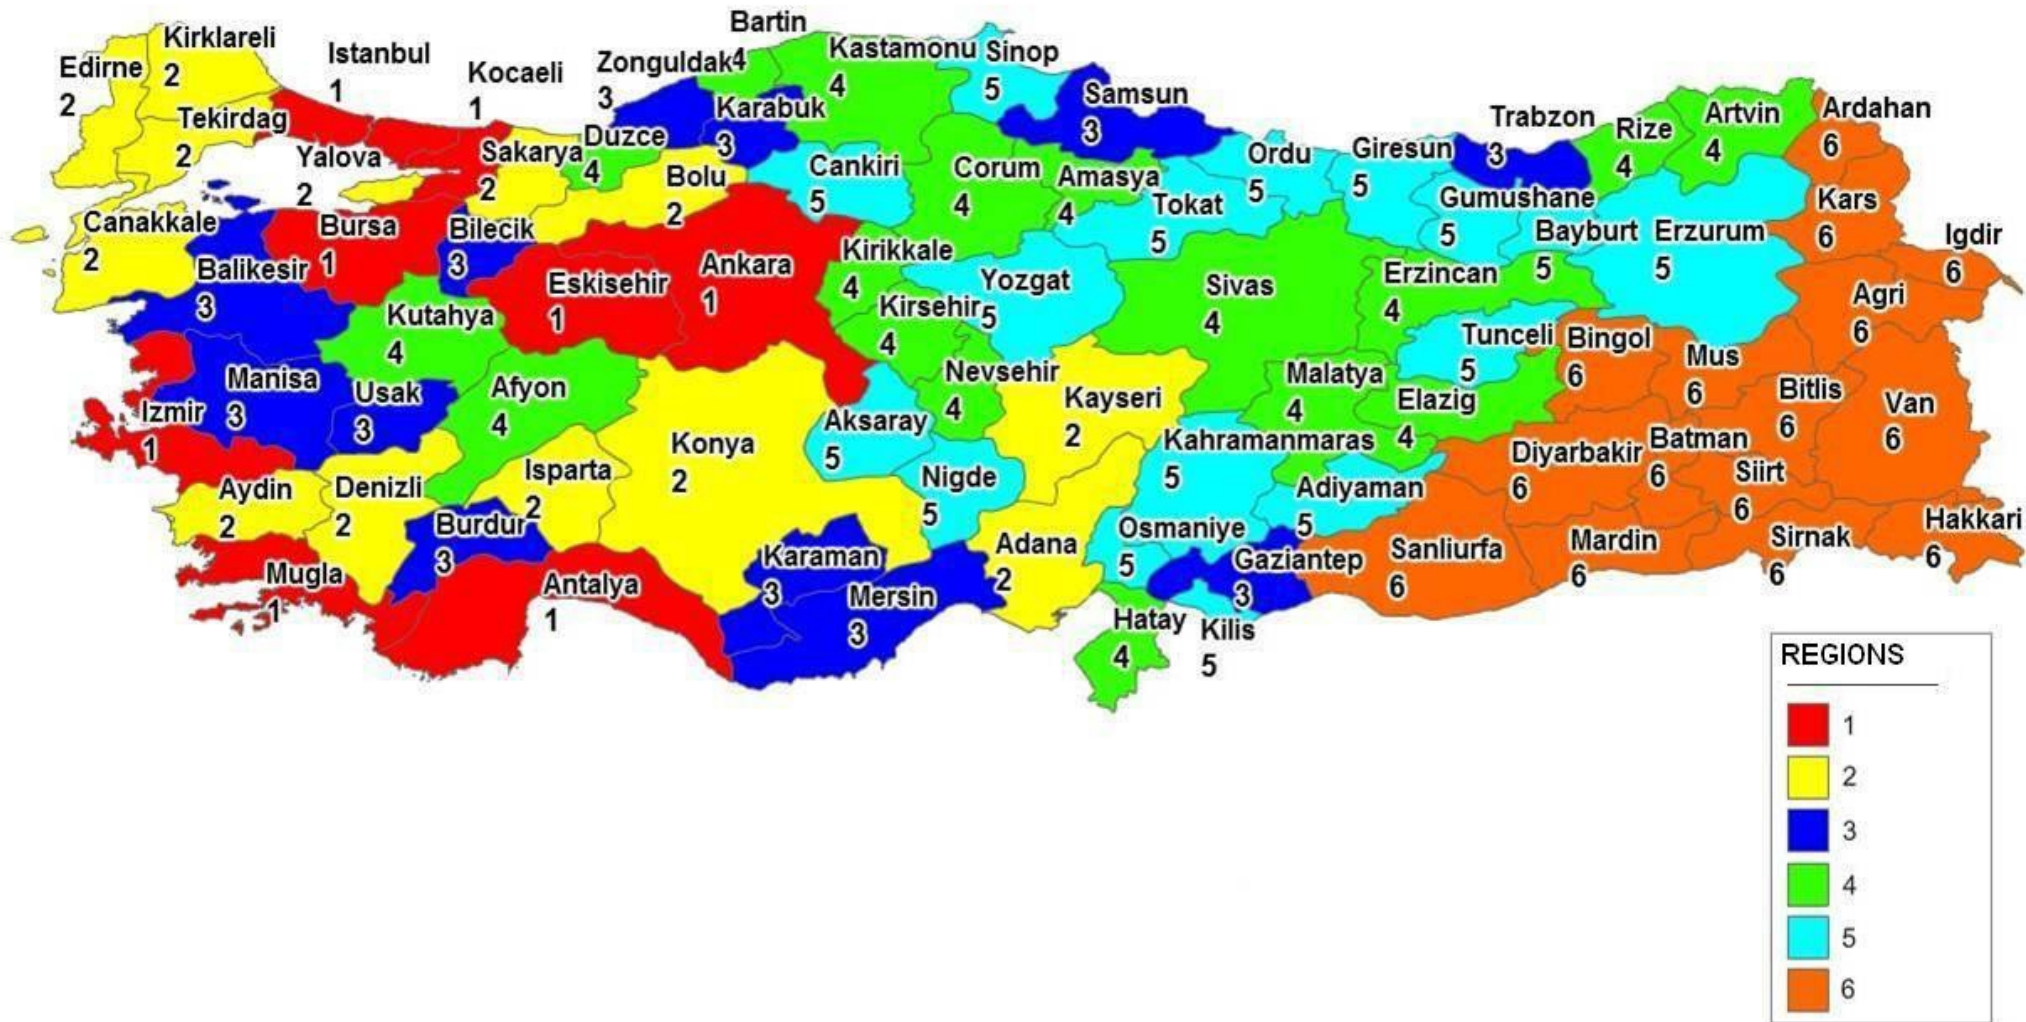 Edirne
2
Kirklareli
2
Tekirdag
2
Istanbul
1
Kocaeli
1
Yalova
2
Sakarya
2
Zonguldak
3
Bartin
4
Kastamonu
4
Sinop
5
Karabuk
3
Duzce
4
Bolu
2
Samsun
3
Cankiri
5
Corum
4
Amasya
4
Tokat
5
Ordu
5
Giresun
5
Trabzon
3
Rize
4
Artvin
4
Ardahan
6
Kars
6
Igdir
6
Gumushane
5
Bayburt
5
Erzurum
5
Agri
6
Canakkale
2
Balikesir
3
Bursa
1
Bilecik
3
Eskisehir
1
Ankara
1
Kirikkale
4
Kirsehir
4
Yozgat
5
Sivas
4
Erzincan
4
Tunceli
5
Bingol
6
Mus
6
Bitlis
6
Van
6
Kutahya
4
Manisa
3
Usak
3
Afyon
4
Izmir
1
Konya
2
Aksaray
5
Nevsehir
4
Kayseri
2
Malatya
4
Elazig
4
Kahramanmaras
5
Adiyaman
5
Diyarbakir
6
Batman
6
Siirt
6
Aydin
2
Denizli
2
Isparta
2
Burdur
3
Nigde
5
Mugla
1
Antalya
1
Karaman
3
Mersin
3
Adana
2
Osmaniye
5
Gaziantep
3
Sanliurfa
6
Mardin
6
Sirnak
6
Hakkari
6
Hatay
4
Kilis
5
REGIONS
1
2
3
4
5
6